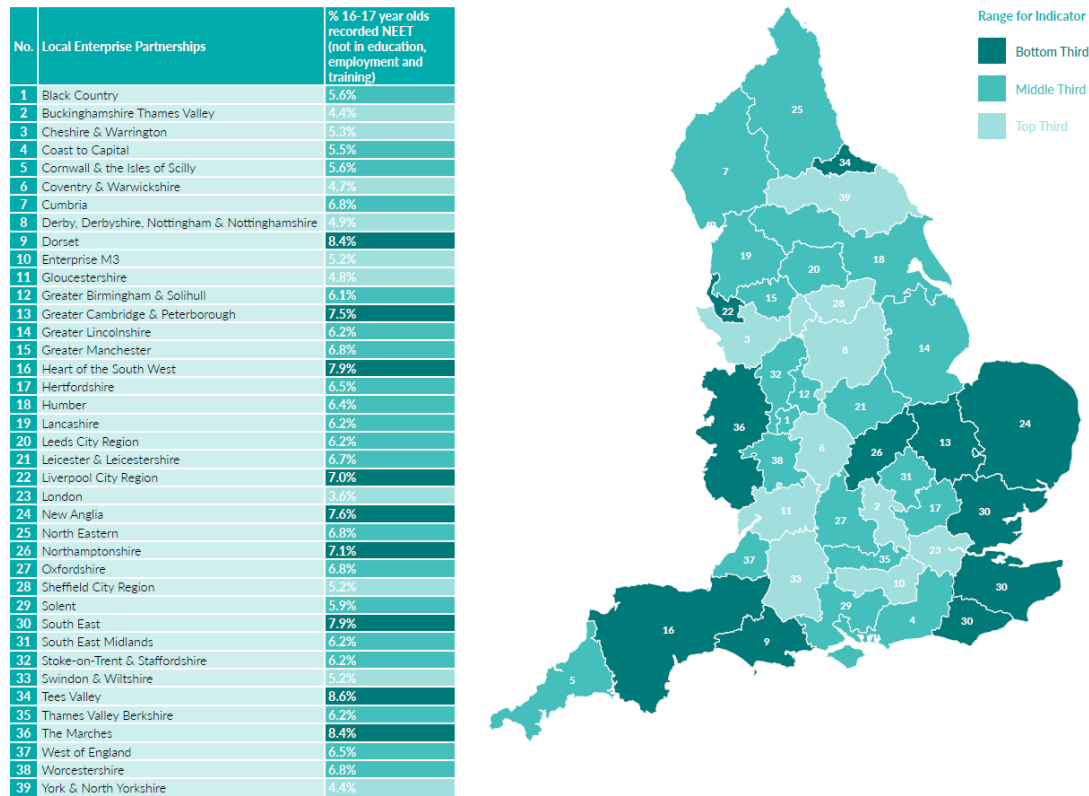 No. Local Enterprise Partnerships % 16-17 year olds
recorded NEET
(not in education,
employment and
training)
1 Black Country 5.6%
2 Buckinghamshire Thames Valley 4.4%
3 Cheshire & Warrington 5.3%
4 Coast to Capital 5.5%
5 Cornwall & the Isles of Scilly 5.6%
6 Coventry & Warwickshire 4.7%
7 Cumbria 6.8%
8 Derby, Derbyshire, Nottingham & Nottinghamshire 4.9%
9 Dorset 8.4%
10 Enterprise M3 5.2%
11 Gloucestershire 4.8%
12 Greater Birmingham & Solihull 6.1%
13 Greater Cambridge & Peterborough 7.5%
14 Greater Lincolnshire 6.2%
15 Greater Manchester 6.8%
16 Heart of the South West 7.9%
17 Hertfordshire 6.5%
18 Humber 6.4%
19 Lancashire 6.2%
20 Leeds City Region 6.2%
21 Leicester & Leicestershire 6.7%
22 Liverpool City Region 7.0%
23 London 3.6%
24 New Anglia 7.6%
25 North Eastern 6.8%
26 Northamptonshire 7.1%
27 Oxfordshire 6.8%
28 Sheffield City Region 5.2%
29 Solent 5.9%
30 South East 7.9%
31 South East Midlands 6.2%
32 Stoke-on-Trent & Staffordshire 6.2%
33 Swindon & Wiltshire 5.2%
34 Tees Valley 8.6%
35 Thames Valley Berkshire 6.2%
36 The Marches 8.4%
37 West of England 6.5%
38 Worcestershire 6.8%
39 York & North Yorkshire 4.4%
Range for Indicator
Bottom Third
Middle Third
Top Third
25
34
7
39
19
18
20
15
28
22
3
8
14
32
12
21
24
1
36
13
6
26
38
31
2
17
30
11
27
23
37
35
33
10
30
29
4
30
16
9
5